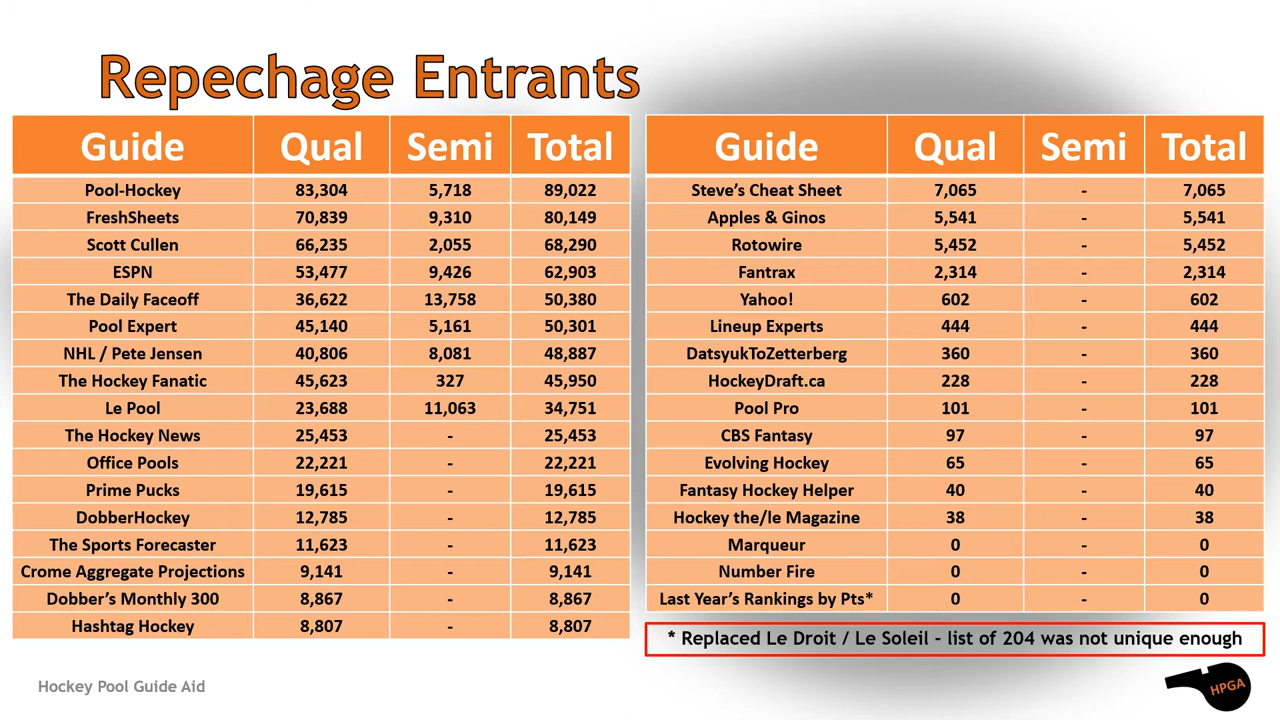 Repechage Entrants
Guide Qual Semi Total
Pool-Hockey 83,304 5,718 89,022
FreshSheets 70,839 9,310 80,149
Scott Cullen 66,235 2,055 68,290
ESPN 53,477 9,426 62,903
The Daily Faceoff 36,622 13,758 50,380
Pool Expert 45,140 5,161 50,301
NHL / Pete Jensen 40,806 8,081 48,887
The Hockey Fanatic 45,623 327 45,950
Le Pool 23,688 11,063 34,751
The Hockey News 25,453 - 25,453
Office Pools 22,221 - 22,221
Prime Pucks 19,615 - 19,615
DobberHockey 12,785 - 12,785
The Sports Forecaster 11,623 - 11,623
Crome Aggregate Projections 9,141 - 9,141
Dobber's Monthly 300 8,867 - 8,867
Hashtag Hockey 8,807 - 8,807
Guide Qual Semi Total
Steve's Cheat Sheet 7,065 - 7,065
Apples & Ginos 5,541 - 5,541
Rotowire 5,452 - 5,452
Fantrax 2,314 - 2,314
Yahoo! 602 - 602
Lineup Experts 444 - 444
DatsyukToZetterberg 360 - 360
HockeyDraft.ca 228 - 228
Pool Pro 101 - 101
CBS Fantasy 97 - 97
Evolving Hockey 65 - 65
Fantasy Hockey Helper 40 - 40
Hockey the/le Magazine 38 - 38
Marqueur 0 - 0
Number Fire 0 - 0
Last Year's Rankings by Pts* 0 - 0
* Replaced Le Droit / Le Soleil - list of 204 was not unique enough
Hockey Pool Guide Aid
HPGA